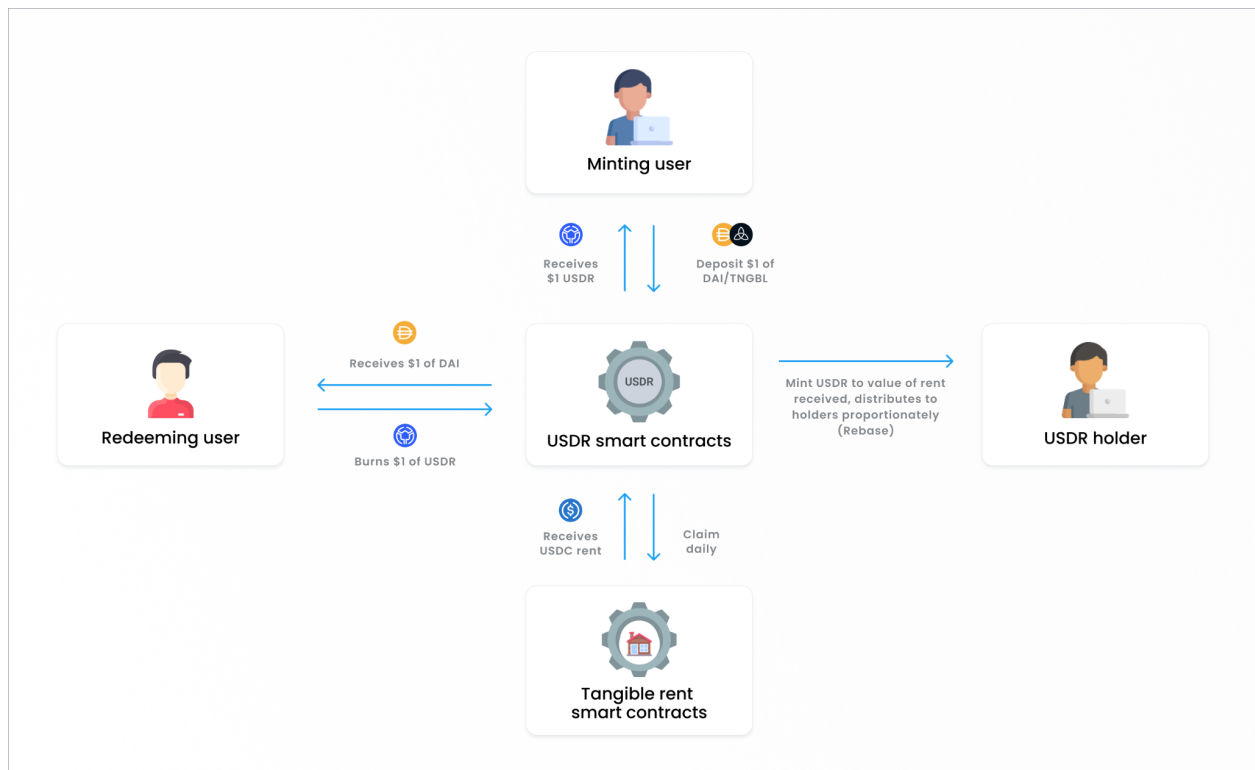 Minting user
Receives
$1 USDR
Deposit $1 of
DAI/TNGBL
Receives $1 of DAI
Redeeming user
Burns $1 of USDR
USDR
USDR smart contracts
Mint USDR to value of rent
received, distributes to
holders proportionately
(Rebase)
USDR holder
Receives
USDC rent
Claim
daily
Tangible rent
smart contracts